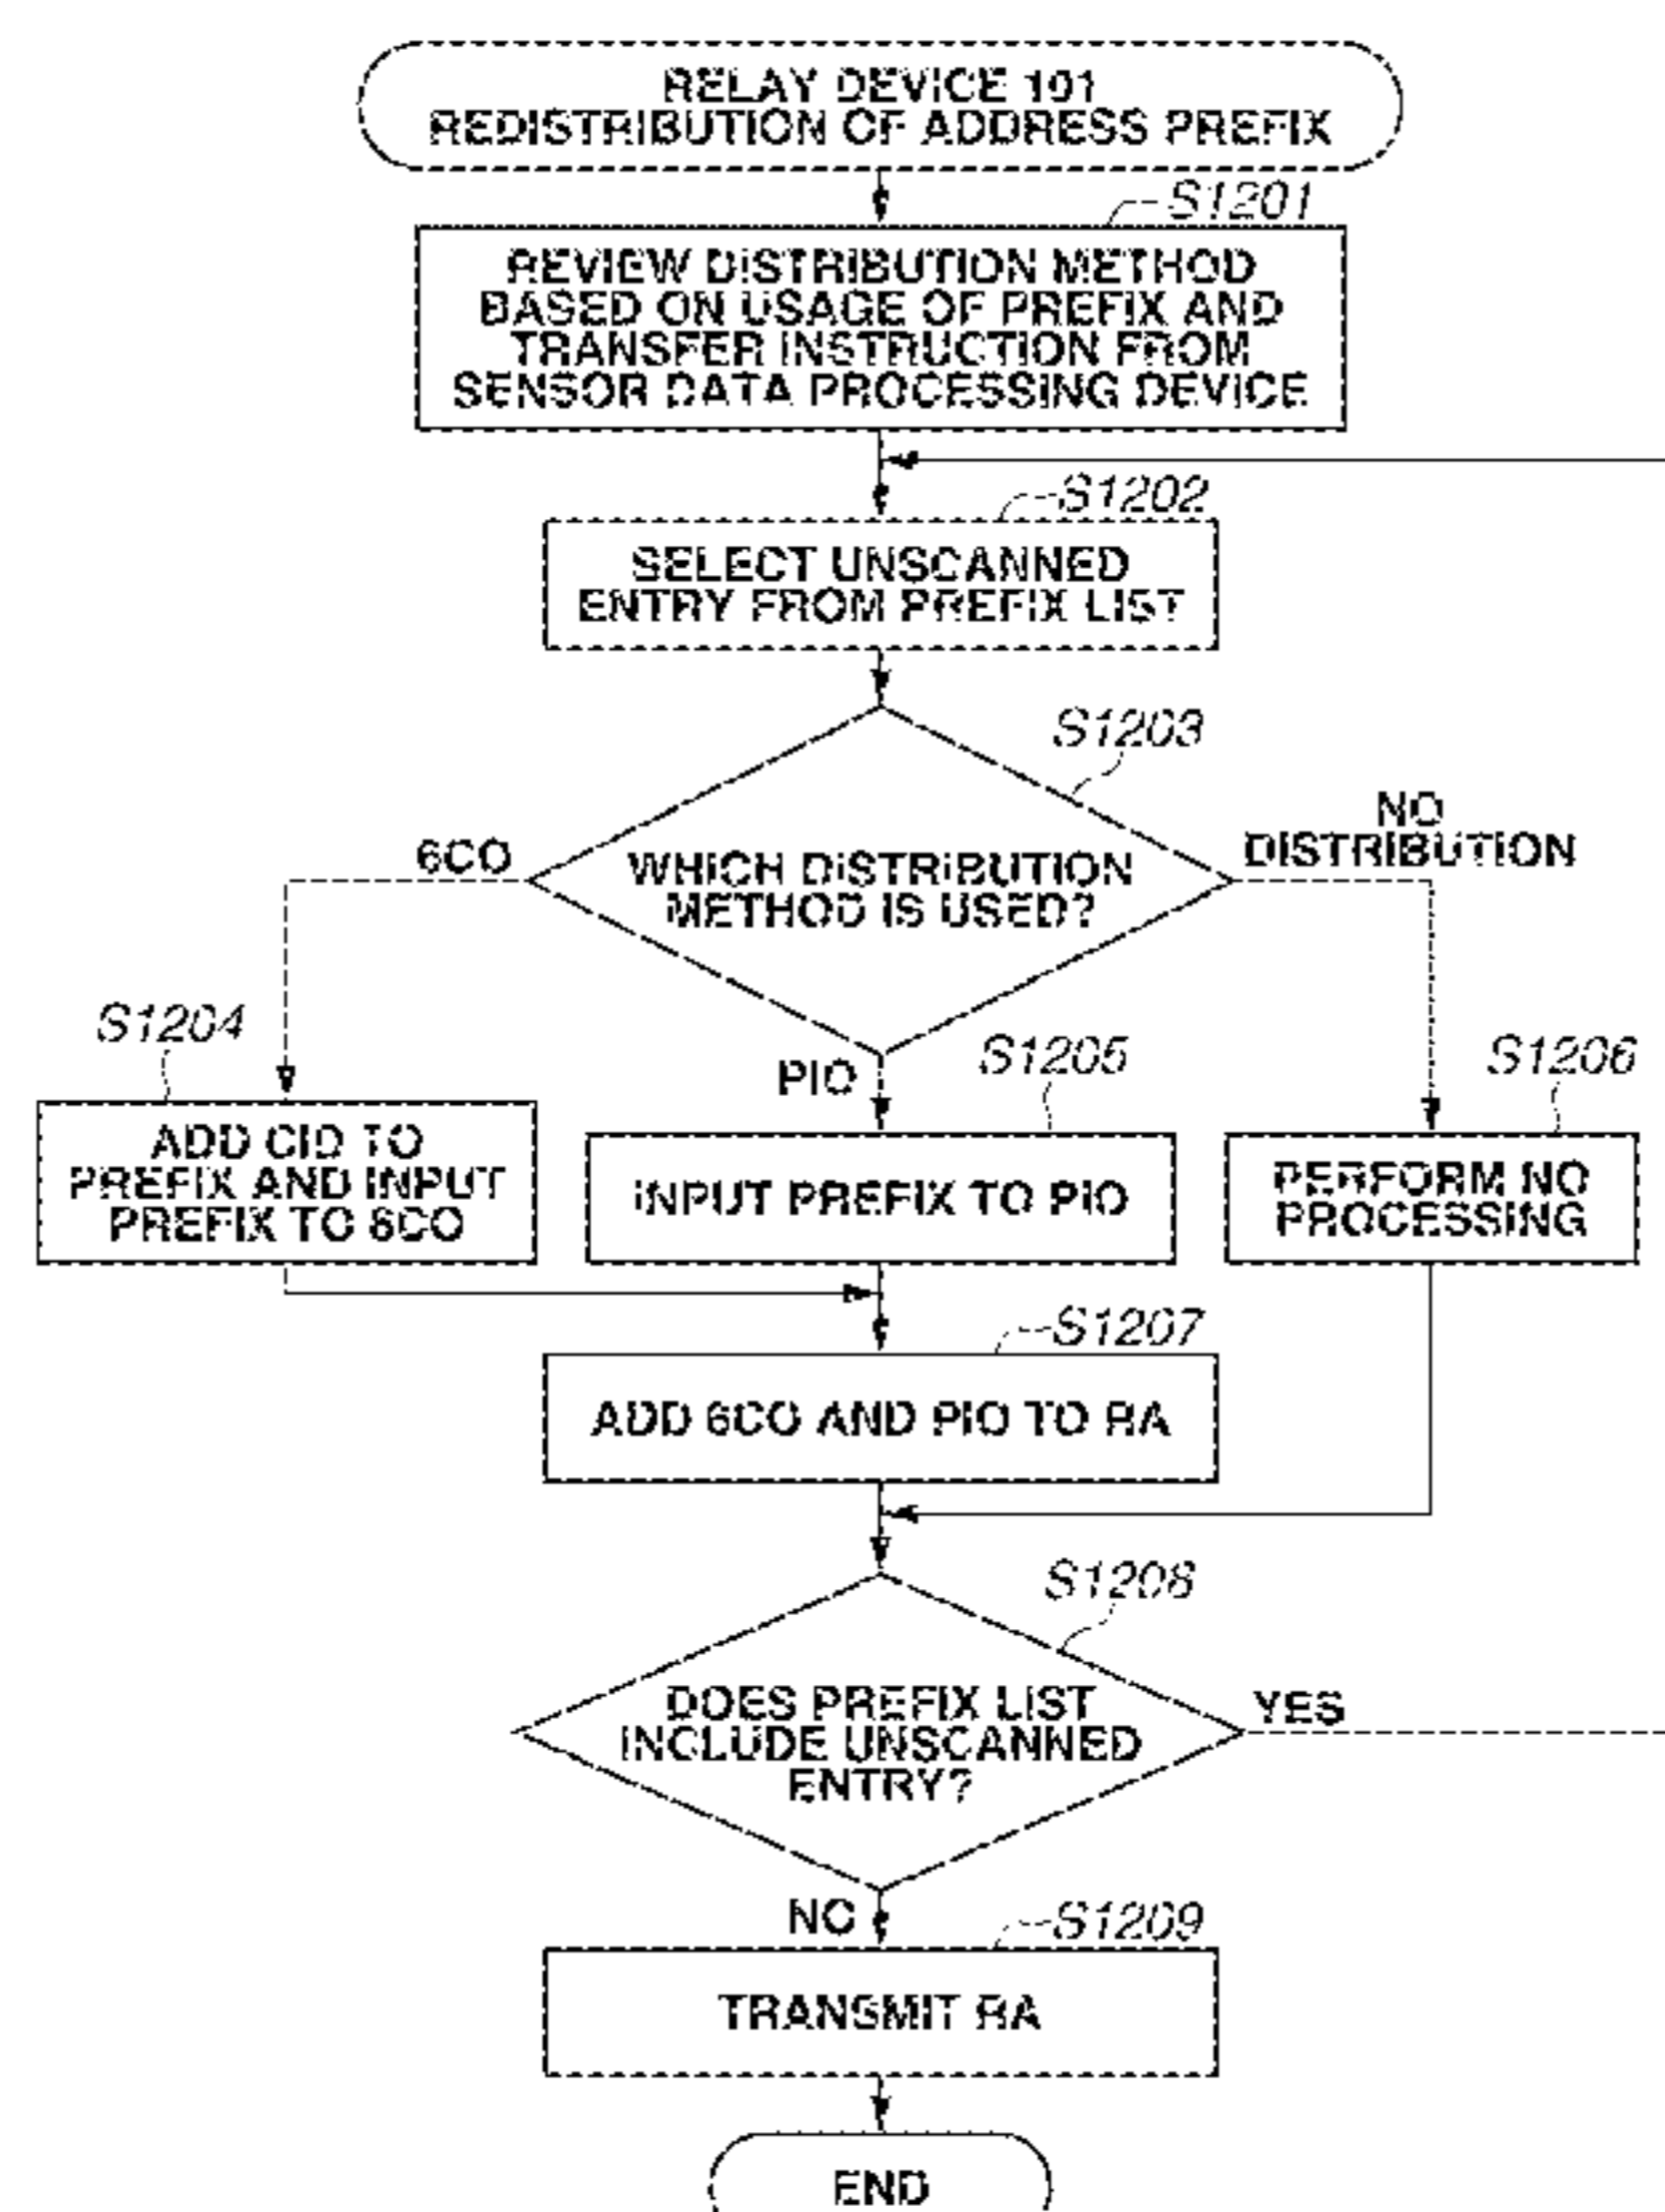 RELAY DEVICE 101
REDISTRIBUTION OF ADDRESS PREFIX
S1201
REVIEW DISTRIBUTION METHOD
BASED ON USAGE OF PREFIX AND
TRANSFER INSTRUCTION FROM
SENSOR DATA PROCESSING DEVICE
S1202
SELECT UNSCANNED
ENTRY FROM PREFIX LIST
S1203
6CO
WHICH DISTRIBUTION
METHOD IS USED?
NO
DISTRIBUTION
S1204
ADD CID TO
PREFIX AND INPUT
PREFIX TO 6CO
PIO
S1205
INPUT PREFIX TO PIO
S1206
PERFORM NO
PROCESSING
S1207
ADD 6CO AND PIO TO RA
S1208
DOES PREFIX LIST
INCLUDE UNSCANNED
ENTRY?
YES
NO
S1209
TRANSMIT RA
END